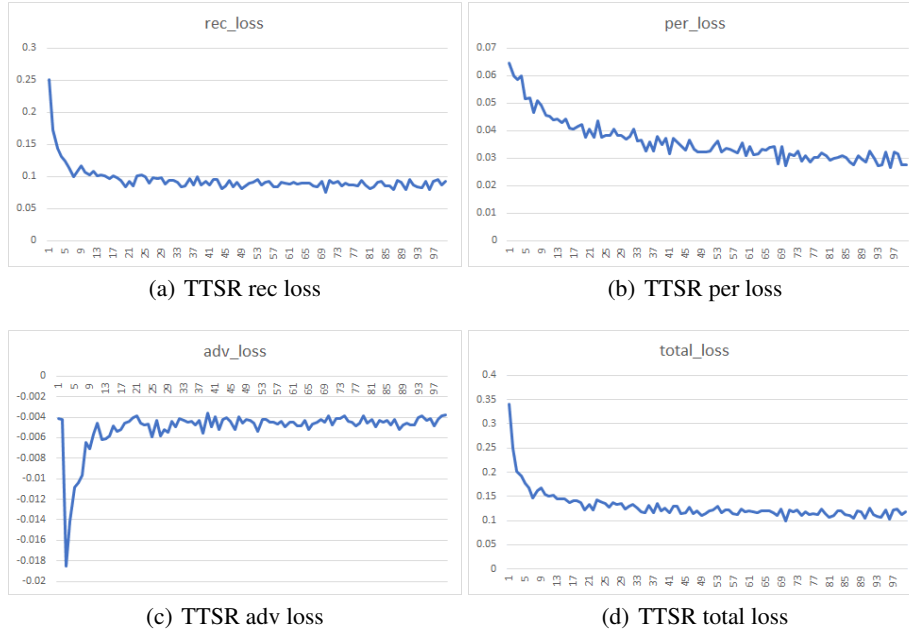 rec_loss
0.3
0.25
0.2
0.15
0.1
0.05
0
1 5 9 13 17 21 25 29 33 37 41 45 49 53 57 61 65 69 73 77 81 85 89 93 97
(a) TTSR rec loss
per_loss
0.07
0.06
0.05
0.04
0.03
0.02
0.01
0
1 5 9 13 17 21 25 29 33 37 41 45 49 53 57 61 65 69 73 77 81 85 89 93 97
(b) TTSR per loss
adv_loss
0
1 5 9 13 17 21 25 29 33 37 41 45 49 53 57 61 65 69 73 77 81 85 89 93 97
-0.002
-0.004
-0.006
-0.008
-0.01
-0.012
-0.014
-0.016
-0.018
-0.02
(c) TTSR adv loss
total_loss
0.4
0.35
0.3
0.25
0.2
0.15
0.1
0.05
0
1 5 9 13 17 21 25 29 33 37 41 45 49 53 57 61 65 69 73 77 81 85 89 93 97
(d) TTSR total loss